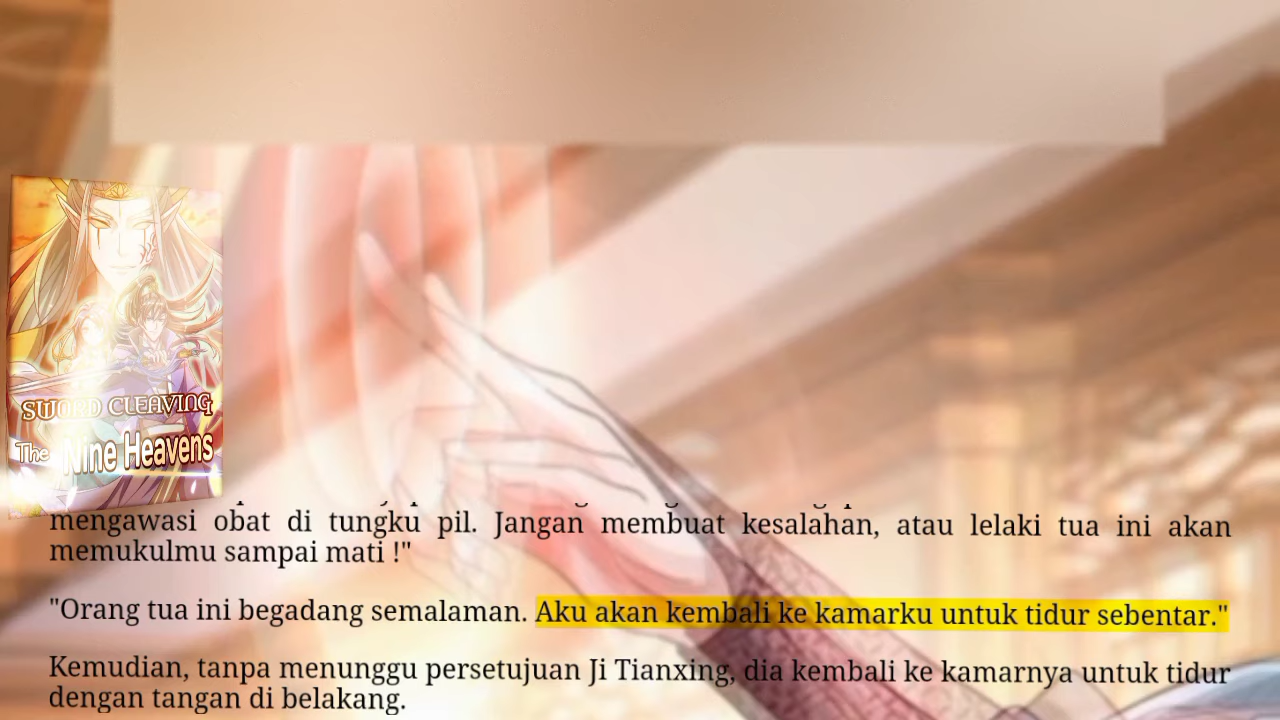 SWORD CLEAVING
The Nine Heavens
mengawasi obat di tungku pil. Jangan membuat kesalahan, atau lelaki tua ini akan
memukulmu sampai mati !"
"Orang tua ini begadang semalaman. Aku akan kembali ke kamarku untuk tidur sebentar."
Kemudian, tanpa menunggu persetujuan Ji Tianxing, dia kembali ke kamarnya untuk tidur
dengan tangan di belakang.